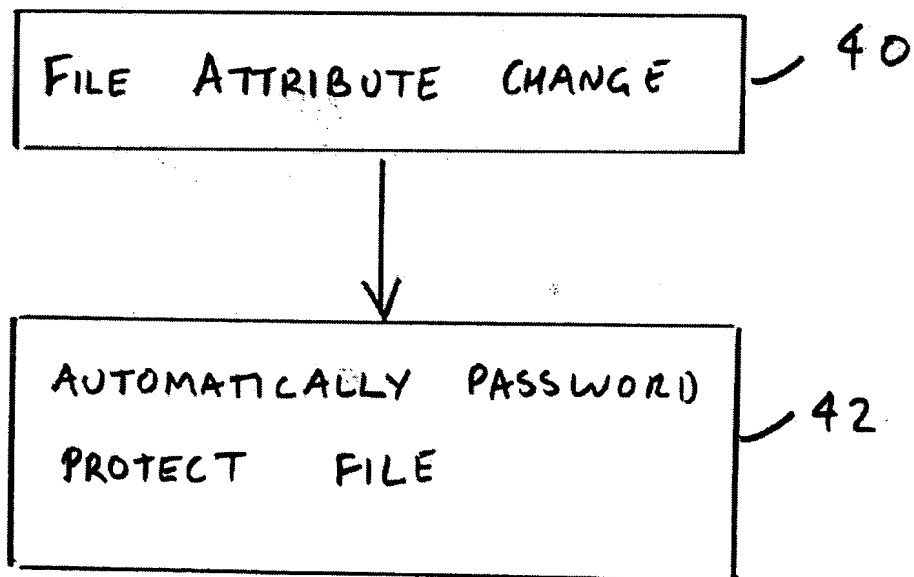 FILE ATTRIBUTE CHANGE 40
AUTOMATICALLY PASSWORD
PROTECT FILE
42